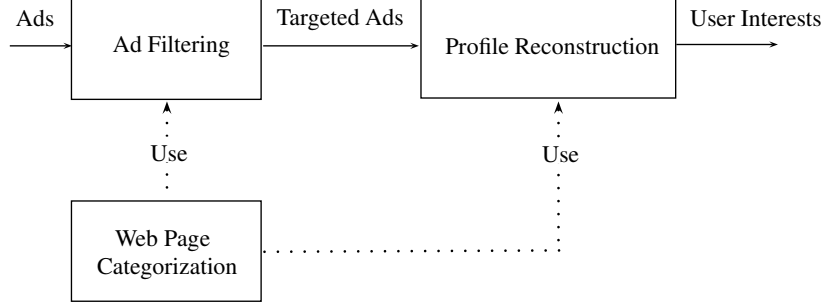 Ads
Ad Filtering
Targeted Ads
Profile Reconstruction
User Interests
Use
Use
Web Page
Categorization